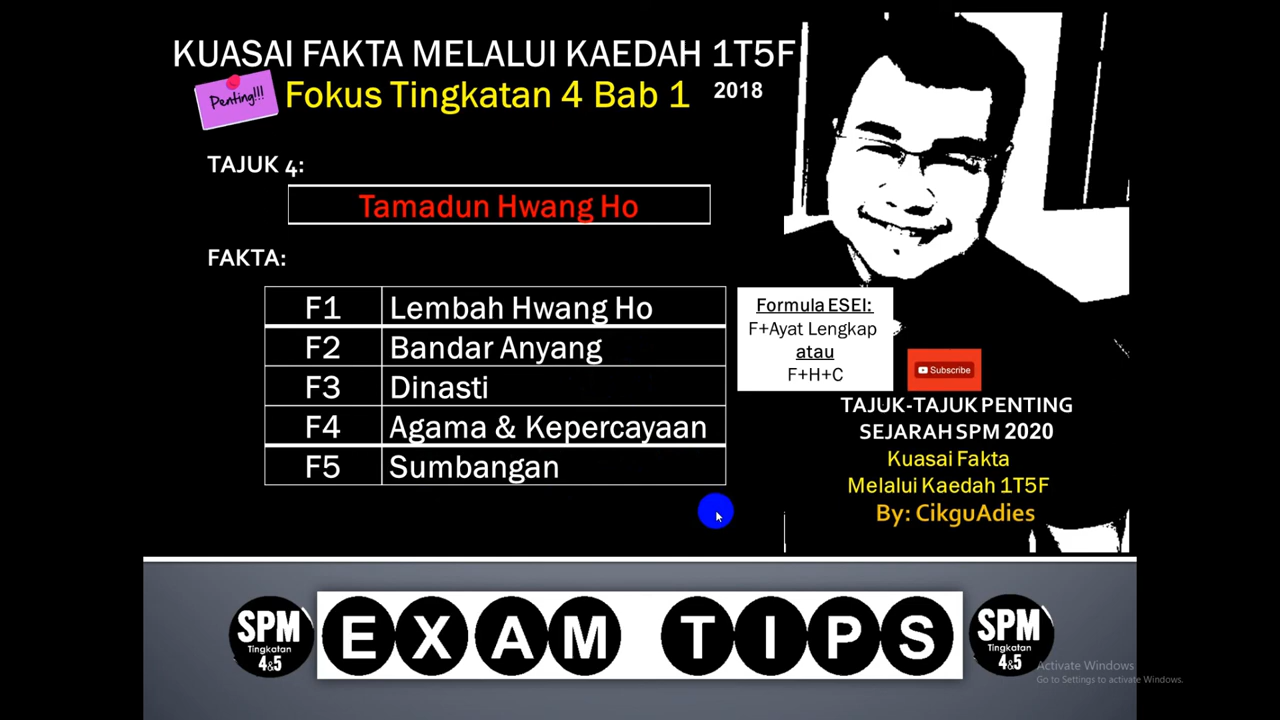 KUASAI FAKTA MELALUI KAEDAH 1T5F
Penting!!!
Fokus Tingkatan 4 Bab 1
2018
TAJUK 4:
Tamadun Hwang Ho
FAKTA:
F1 Lembah Hwang Ho
F2 Bandar Anyang
F3 Dinasti
F4 Agama & Kepercayaan
F5 Sumbangan
Formula ESEI:
F+Ayat Lengkap
atau
F+H+C
Subscribe
TAJUK-TAJUK PENTING
SEJARAH SPM 2020
Kuasai Fakta
Melalui Kaedah 1T5F
By: CikguAdies
SPM
Tingkatan
4&5
EXAM TIPS
SPM
Tingkatan
4&5
Activate Windows
Go to Settings to activate Windows.